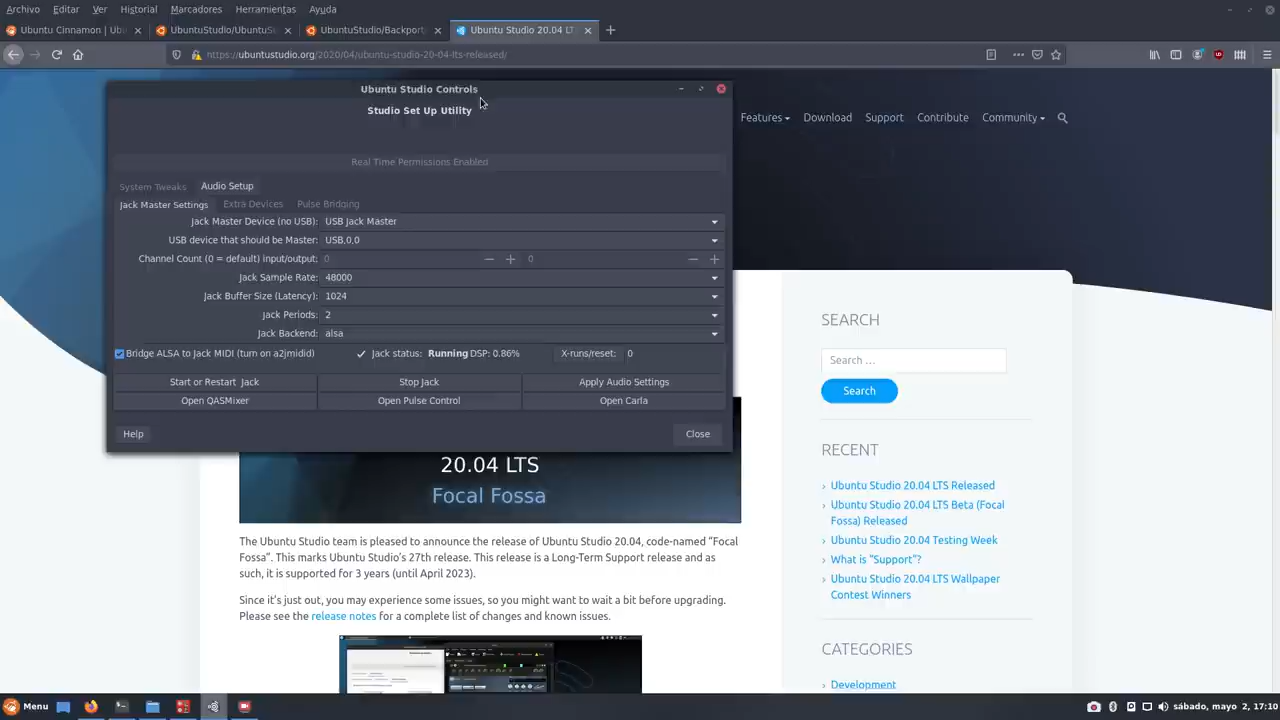 Archivo Editar Ver Historial Marcadores Herramientas Ayuda
Ubuntu Cinnamon | Ubu
UbuntuStudio/UbuntuS
UbuntuStudio/Backport
Ubuntu Studio 20.04 LT
https://ubuntustudio.org/2020/04/ubuntu-studio-20-04-lts-released/
Features Download Support Contribute Community
Ubuntu Studio Controls
Studio Set Up Utility
Real Time Permissions Enabled
System Tweaks Audio Setup
Jack Master Settings Extra Devices Pulse Bridging
Jack Master Device (no USB): USB Jack Master
USB device that should be Master: USB,0,0
Channel Count (0 = default) input/output: 0 0
Jack Sample Rate: 48000
Jack Buffer Size (Latency): 1024
Jack Periods: 2
Jack Backend: alsa
Bridge ALSA to Jack MIDI (turn on a2jmidid) Jack status: Running DSP: 0.86% X-runs/reset: 0
Start or Restart Jack Stop Jack Apply Audio Settings
Open QASMixer Open Pulse Control Open Carla
Help Close
20.04 LTS
Focal Fossa
The Ubuntu Studio team is pleased to announce the release of Ubuntu Studio 20.04, code-named “Focal
Fossa”. This marks Ubuntu Studio’s 27th release. This release is a Long-Term Support release and as
such, it is supported for 3 years (until April 2023).
Since it’s just out, you may experience some issues, so you might want to wait a bit before upgrading.
Please see the release notes for a complete list of changes and known issues.
SEARCH
Search …
Search
RECENT
Ubuntu Studio 20.04 LTS Released
Ubuntu Studio 20.04 LTS Beta (Focal
Fossa) Released
Ubuntu Studio 20.04 Testing Week
What is “Support”?
Ubuntu Studio 20.04 LTS Wallpaper
Contest Winners
CATEGORIES
Development
Menu
sábado, mayo 2, 17:10